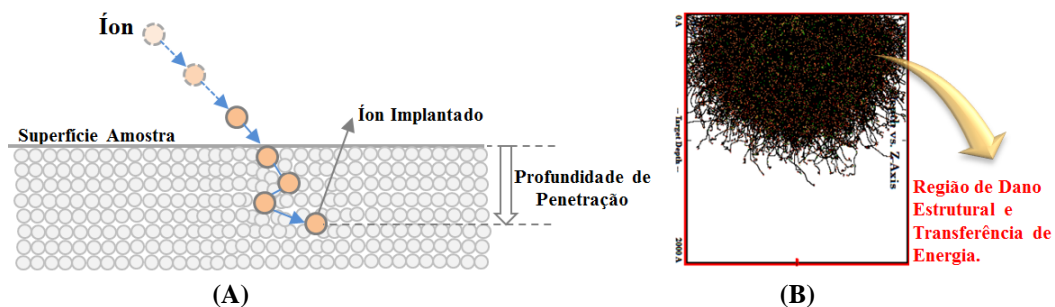 Íon
Íon Implantado
Superfície Amostra
Profundidade de
Penetração
(A)
0 A
– Target Depth –
2000 A
vs. Z-Axis
Região de Dano
Estrutural e
Transferência de
Energia.
(B)